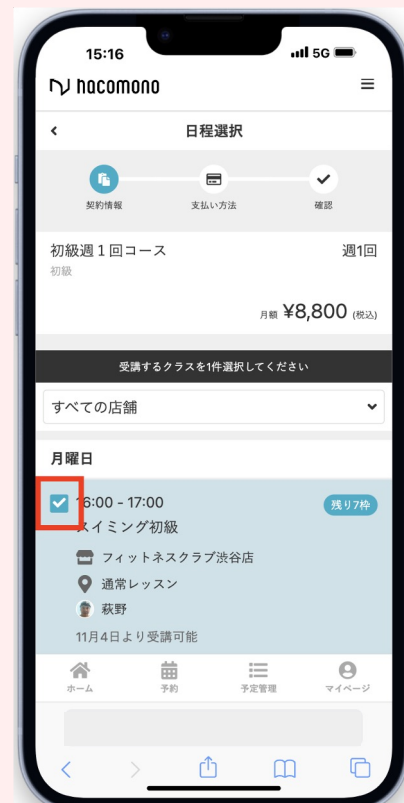 15:16
5G
hacomono
日程選択
契約情報
支払い方法
確認
初級週1回コース
週1回
初級
月額 ¥8,800 (税込)
受講するクラスを1件選択してください
すべての店舗
月曜日
16:00 - 17:00
残り7枠
スイミング初級
フィットネスクラブ渋谷店
通常レッスン
萩野
11月4日より受講可能
ホーム
予約
予定管理
マイページ